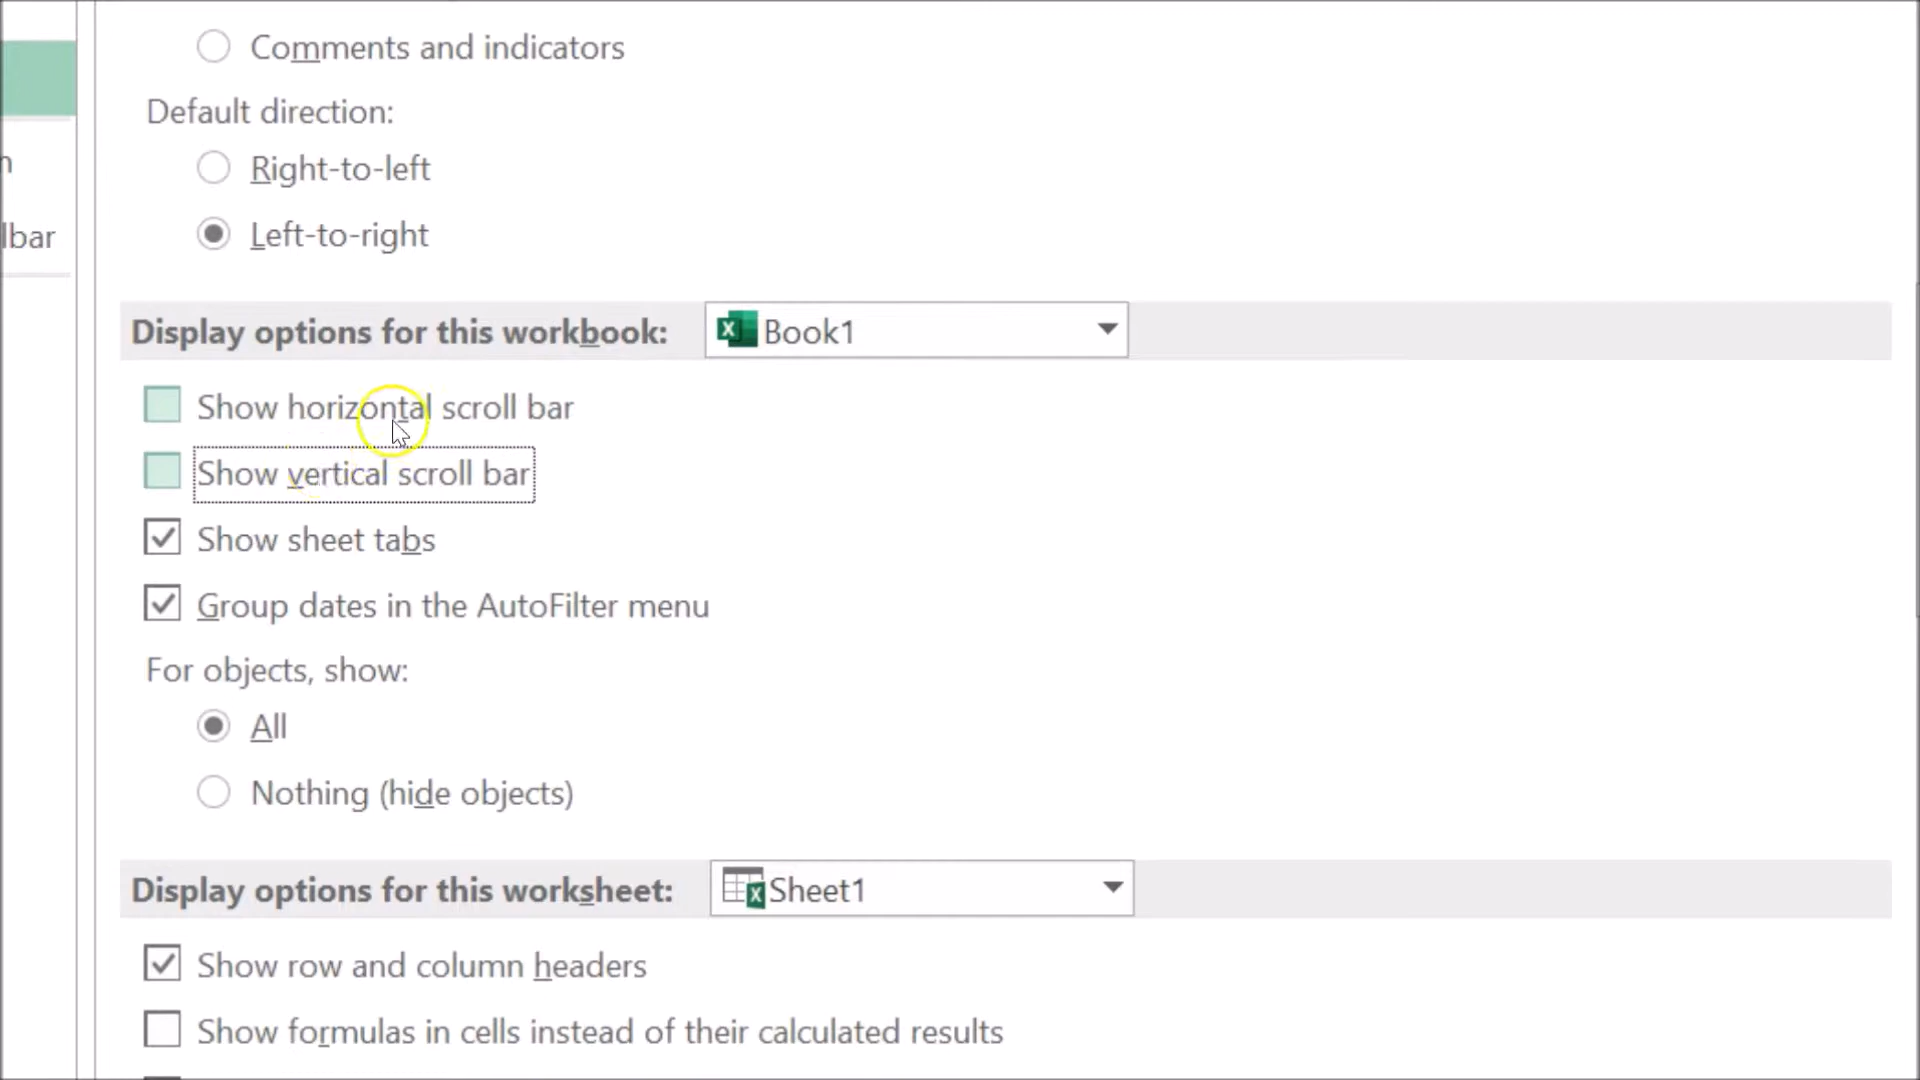 Comments and indicators
Default direction:
n
Right-to-left
lbar
Left-to-right
Display options for this workbook:
Book1
Show horizontal scroll bar
Show vertical scroll bar
Show sheet tabs
Group dates in the AutoFilter menu
For objects, show:
All
Nothing (hide objects)
Display options for this worksheet:
Sheet1
Show row and column headers
Show formulas in cells instead of their calculated results